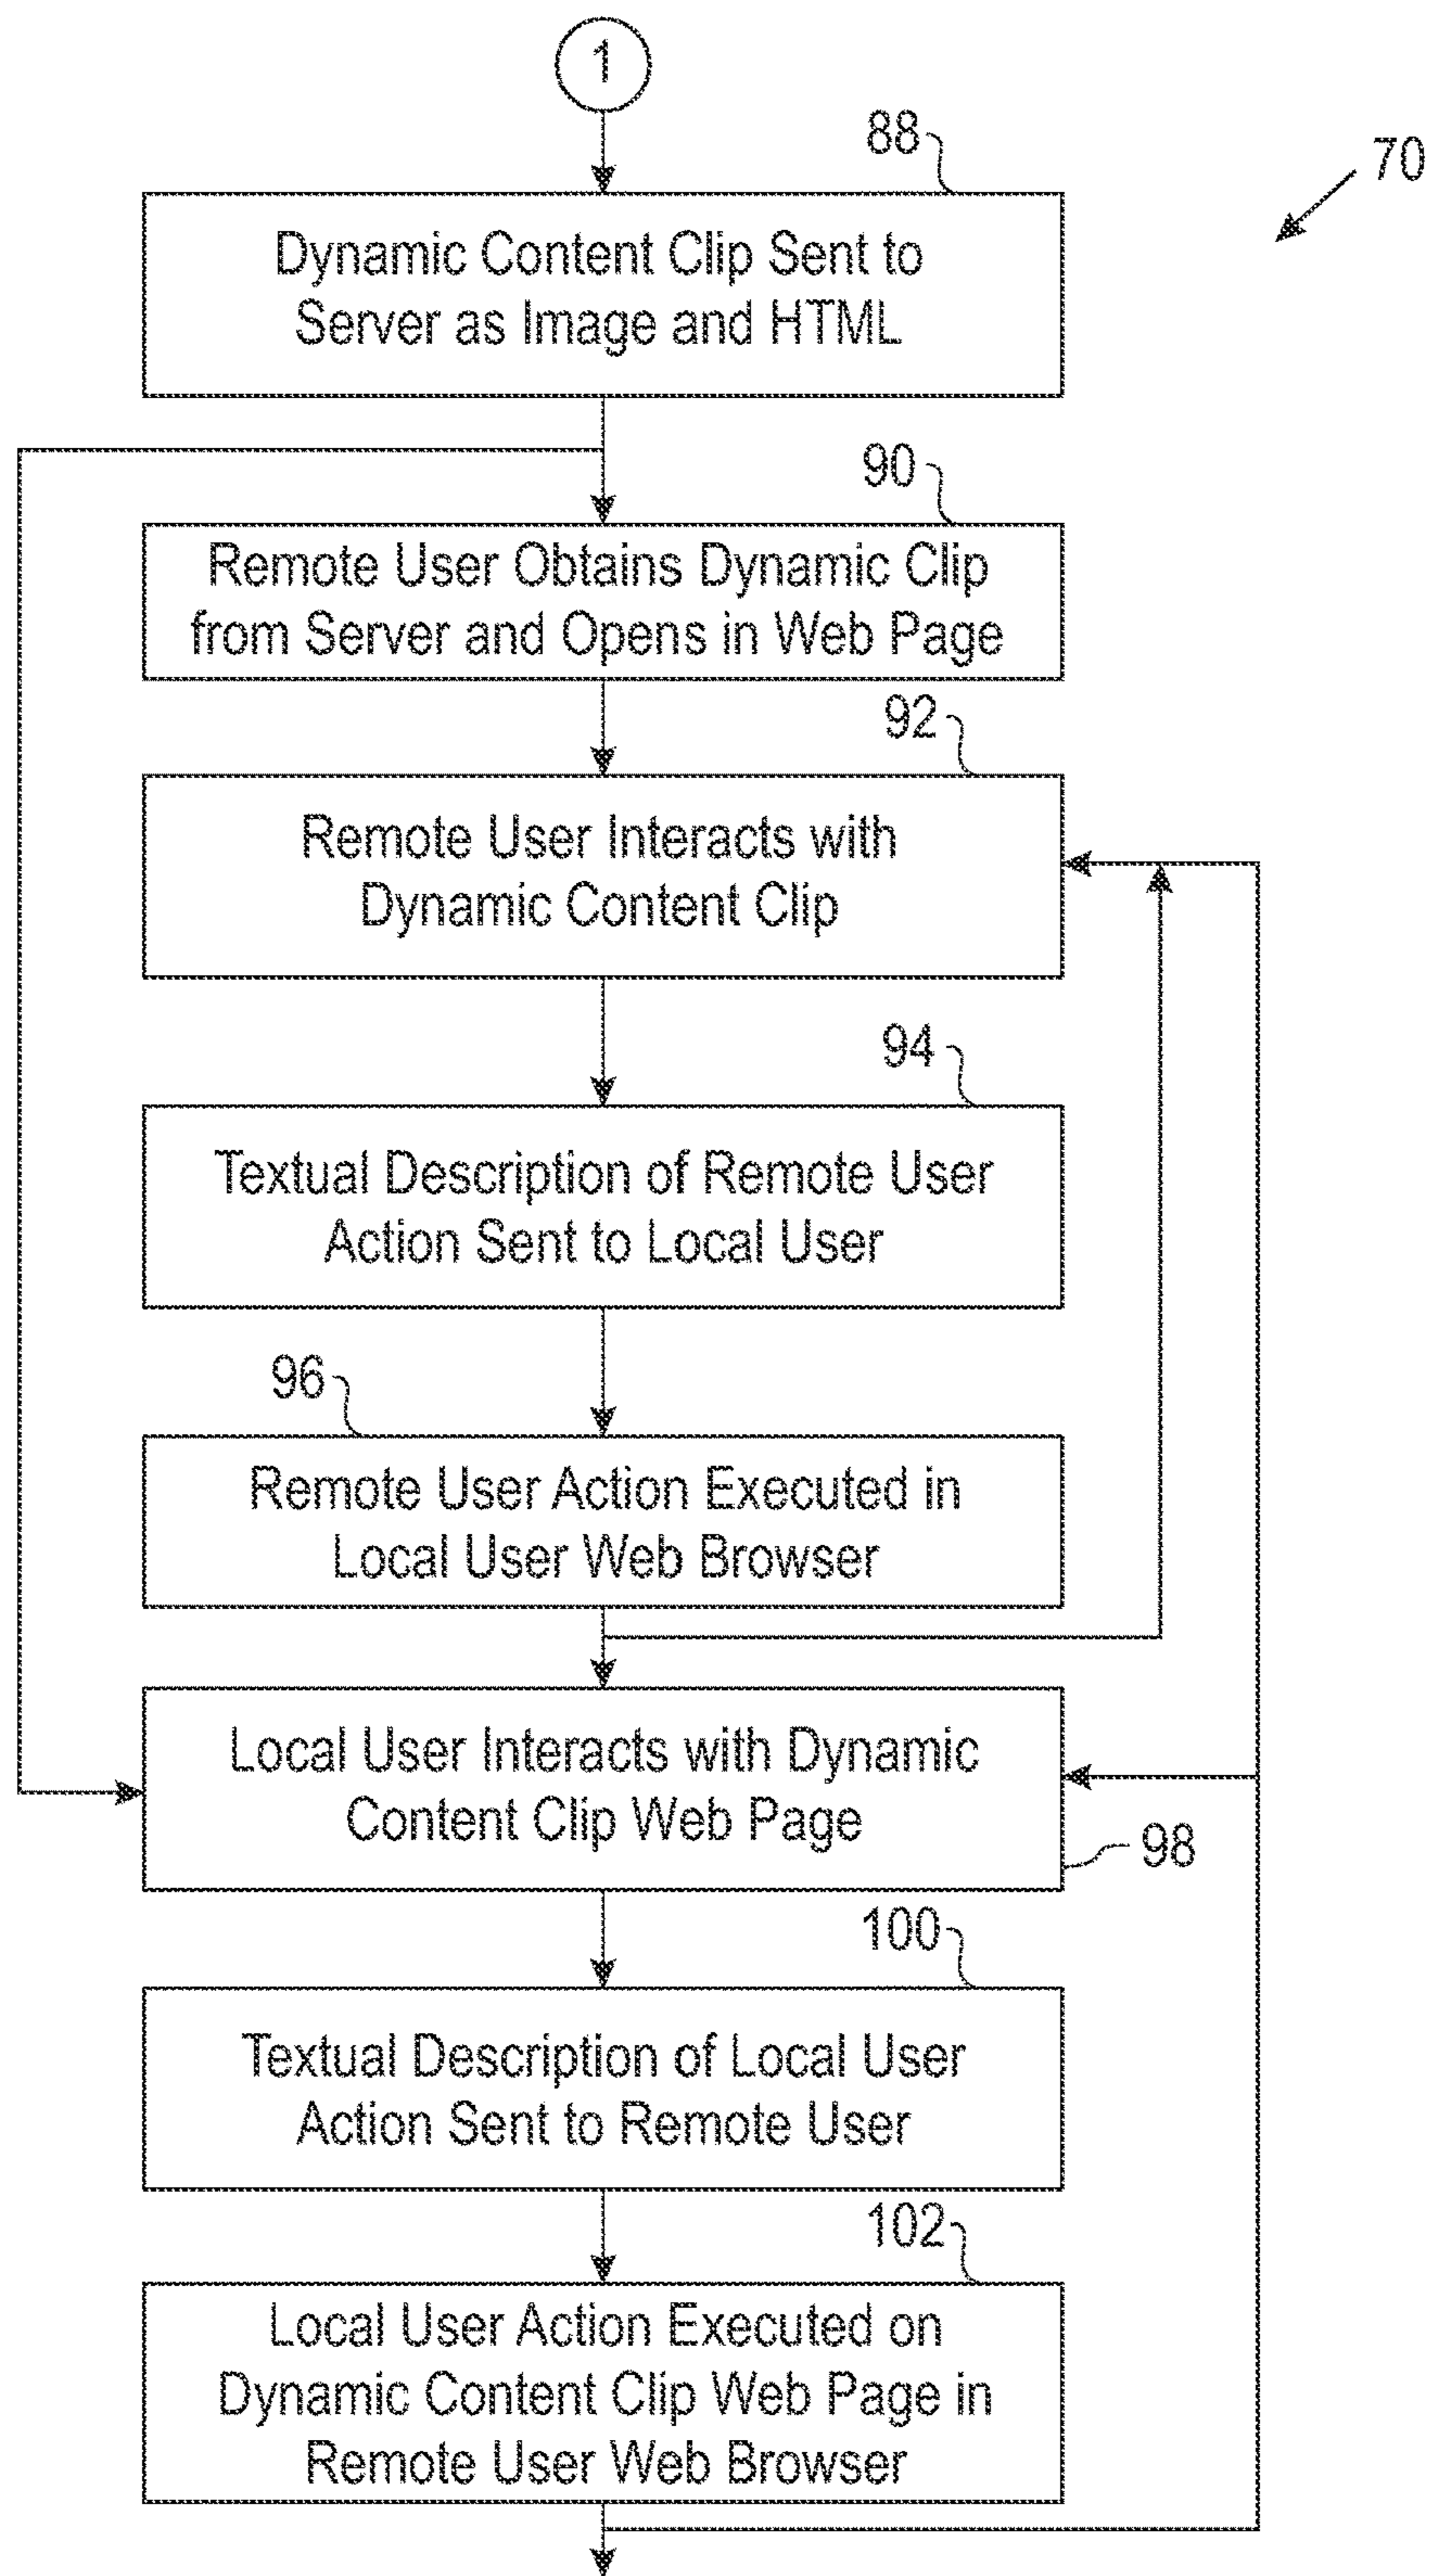 1
88
70
Dynamic Content Clip Sent to
Server as Image and HTML
90
Remote User Obtains Dynamic Clip
from Server and Opens in Web Page
92
Remote User Interacts with
Dynamic Content Clip
94
Textual Description of Remote User
Action Sent to Local User
96
Remote User Action Executed in
Local User Web Browser
Local User Interacts with Dynamic
Content Clip Web Page
98
100
Textual Description of Local User
Action Sent to Remote User
102
Local User Action Executed on
Dynamic Content Clip Web Page in
Remote User Web Browser